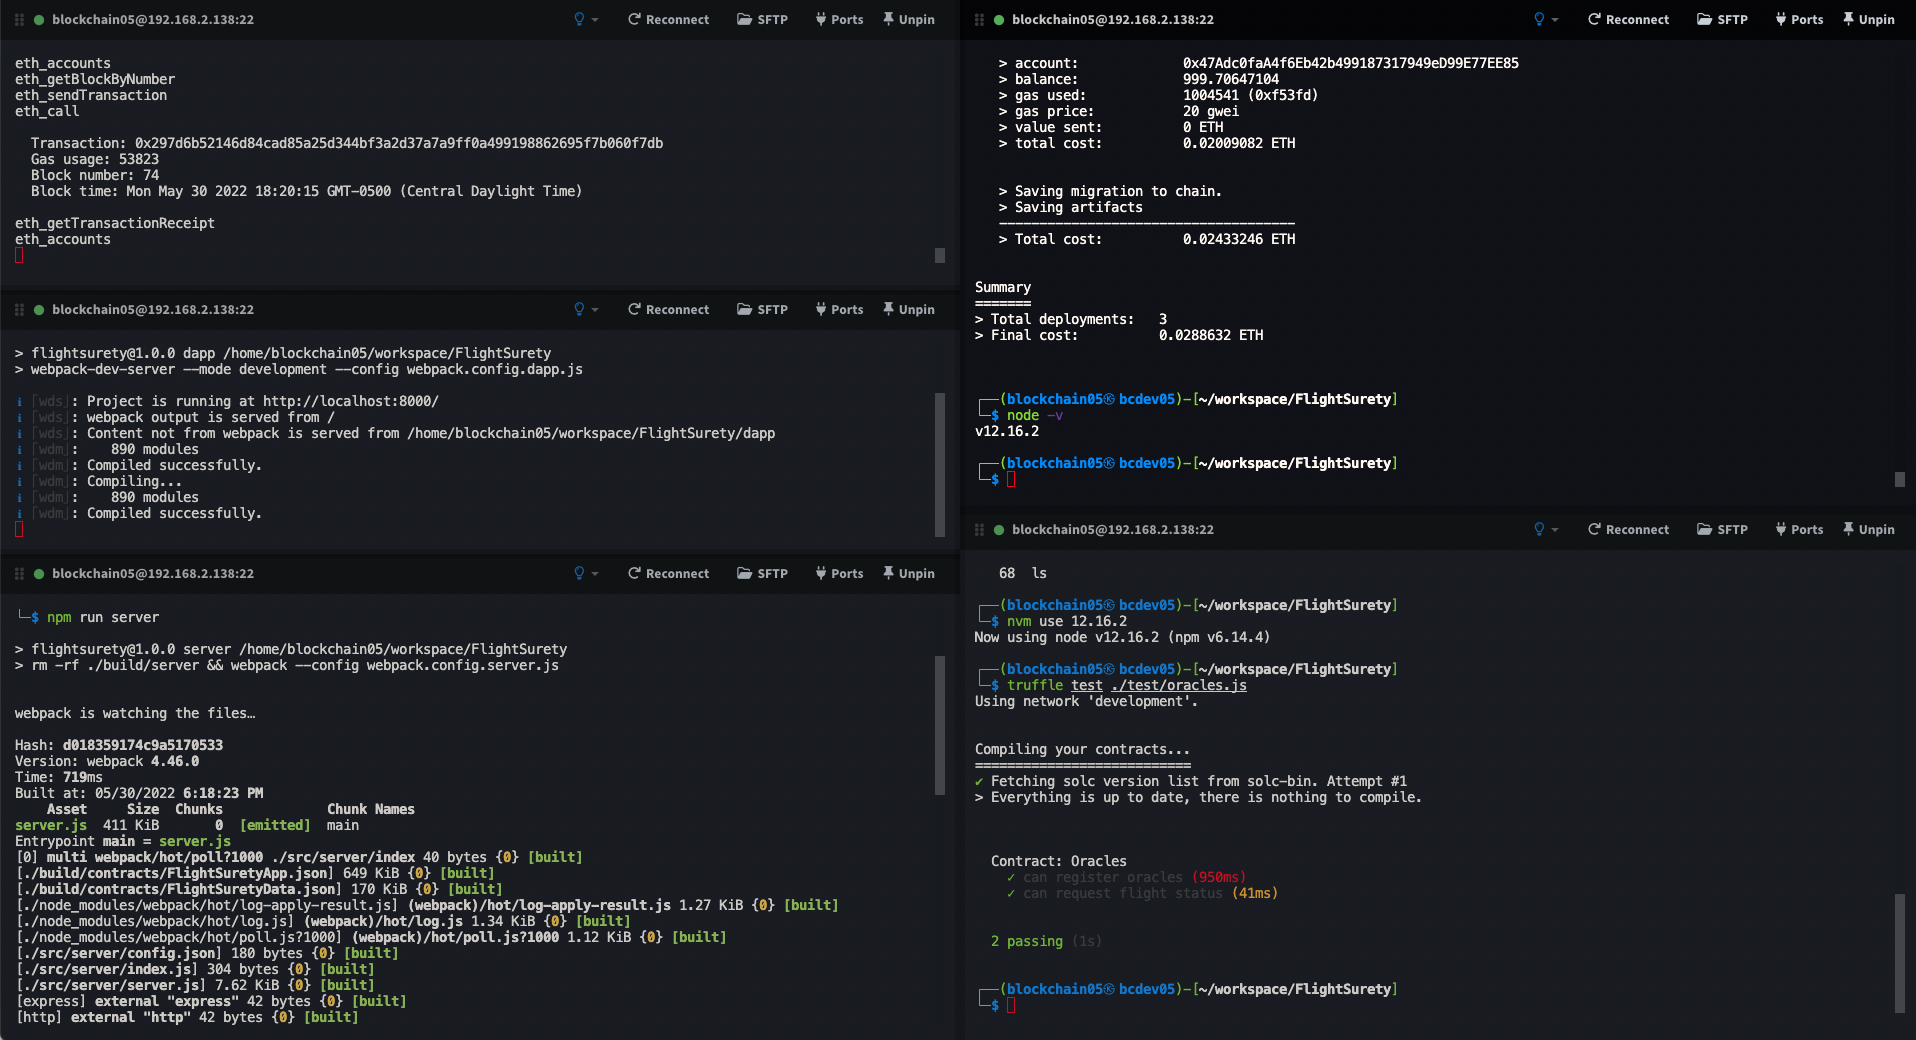 blockchain05@192.168.2.138:22 Reconnect SFTP Ports Unpin
eth_accounts
eth_getBlockByNumber
eth_sendTransaction
eth_call
Transaction: 0x297d6b52146d84cad85a25d344bf3a2d37a7a9ff0a499198862695f7b060f7db
Gas usage: 53823
Block number: 74
Block time: Mon May 30 2022 18:20:15 GMT-0500 (Central Daylight Time)
eth_getTransactionReceipt
eth_accounts
blockchain05@192.168.2.138:22 Reconnect SFTP Ports Unpin
> flightsurety@1.0.0 dapp /home/blockchain05/workspace/FlightSurety
> webpack-dev-server --mode development --config webpack.config.dapp.js
i ｢wds｣: Project is running at http://localhost:8000/
i ｢wds｣: webpack output is served from /
i ｢wds｣: Content not from webpack is served from /home/blockchain05/workspace/FlightSurety/dapp
i ｢wdm｣: 890 modules
i ｢wdm｣: Compiled successfully.
i ｢wdm｣: Compiling...
i ｢wdm｣: 890 modules
i ｢wdm｣: Compiled successfully.
blockchain05@192.168.2.138:22 Reconnect SFTP Ports Unpin
└─$ npm run server
> flightsurety@1.0.0 server /home/blockchain05/workspace/FlightSurety
> rm -rf ./build/server && webpack --config webpack.config.server.js
webpack is watching the files…
Hash: d018359174c9a5170533
Version: webpack 4.46.0
Time: 719ms
Built at: 05/30/2022 6:18:23 PM
Asset Size Chunks Chunk Names
server.js 411 KiB 0 [emitted] main
Entrypoint main = server.js
[0] multi webpack/hot/poll?1000 ./src/server/index 40 bytes {0} [built]
[./build/contracts/FlightSuretyApp.json] 649 KiB {0} [built]
[./build/contracts/FlightSuretyData.json] 170 KiB {0} [built]
[./node_modules/webpack/hot/log-apply-result.js] (webpack)/hot/log-apply-result.js 1.27 KiB {0} [built]
[./node_modules/webpack/hot/log.js] (webpack)/hot/log.js 1.34 KiB {0} [built]
[./node_modules/webpack/hot/poll.js?1000] (webpack)/hot/poll.js?1000 1.12 KiB {0} [built]
[./src/server/config.json] 180 bytes {0} [built]
[./src/server/index.js] 304 bytes {0} [built]
[./src/server/server.js] 7.62 KiB {0} [built]
[express] external "express" 42 bytes {0} [built]
[http] external "http" 42 bytes {0} [built]
blockchain05@192.168.2.138:22 Reconnect SFTP Ports Unpin
> account: 0x47Adc0faA4f6Eb42b499187317949eD99E77EE85
> balance: 999.70647104
> gas used: 1004541 (0xf53fd)
> gas price: 20 gwei
> value sent: 0 ETH
> total cost: 0.02009082 ETH
> Saving migration to chain.
> Saving artifacts
-------------------------------------
> Total cost: 0.02433246 ETH
Summary
=======
> Total deployments: 3
> Final cost: 0.0288632 ETH
┌──(blockchain05㉿bcdev05)-[~/workspace/FlightSurety]
└─$ node -v
v12.16.2
┌──(blockchain05㉿bcdev05)-[~/workspace/FlightSurety]
└─$
blockchain05@192.168.2.138:22 Reconnect SFTP Ports Unpin
68 ls
┌──(blockchain05㉿bcdev05)-[~/workspace/FlightSurety]
└─$ nvm use 12.16.2
Now using node v12.16.2 (npm v6.14.4)
┌──(blockchain05㉿bcdev05)-[~/workspace/FlightSurety]
└─$ truffle test ./test/oracles.js
Using network 'development'.
Compiling your contracts...
===========================
✔ Fetching solc version list from solc-bin. Attempt #1
> Everything is up to date, there is nothing to compile.
Contract: Oracles
✓ can register oracles (950ms)
✓ can request flight status (41ms)
2 passing (1s)
┌──(blockchain05㉿bcdev05)-[~/workspace/FlightSurety]
└─$